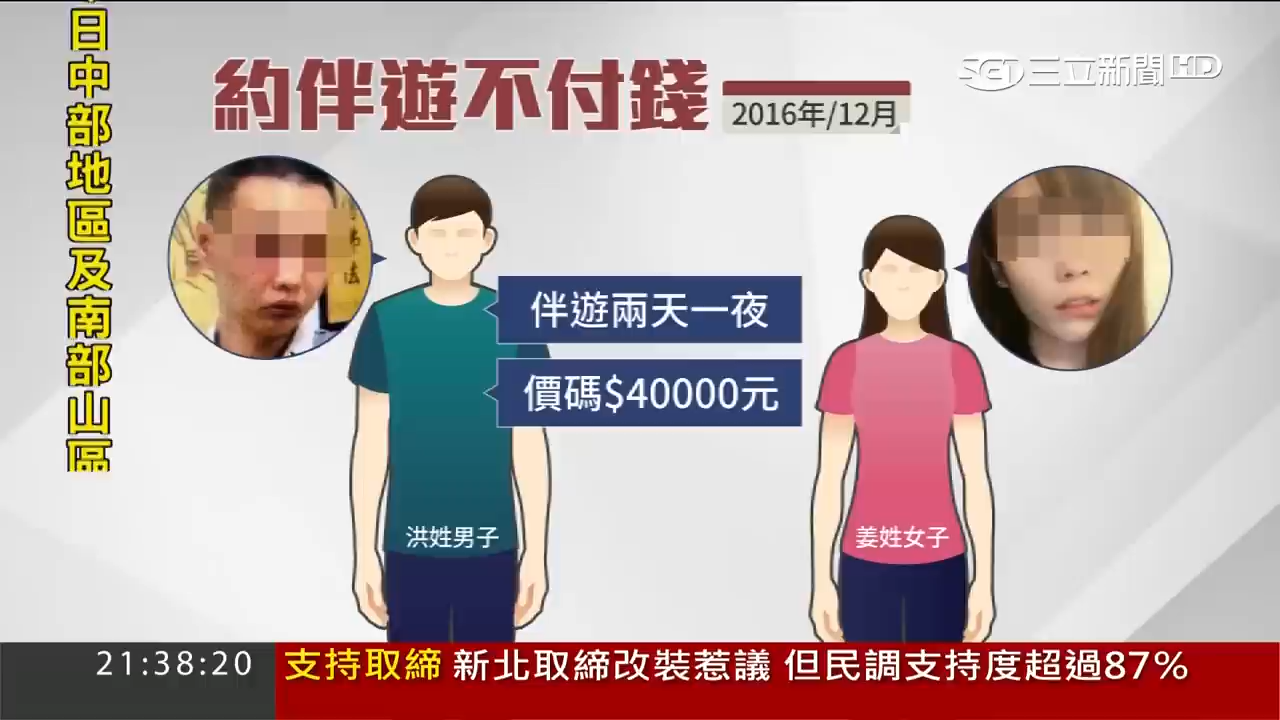 日中部地區及南部山區
約伴遊不付錢
2016年/12月
SET三立新聞HD
伴遊兩天一夜
價碼$40000元
洪姓男子
姜姓女子
21:38:20
支持取締 新北取締改裝惹議 但民調支持度超過87%